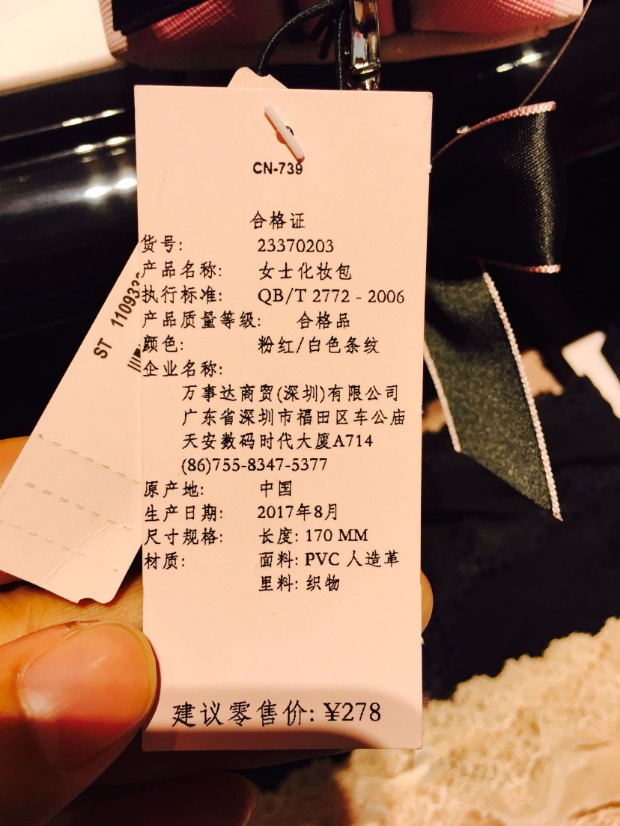 CN-739
合格证
货号: 23370203
产品名称: 女士化妆包
执行标准: QB/T 2772 - 2006
产品质量等级: 合格品
颜色: 粉红/白色条纹
企业名称:
万事达商贸(深圳)有限公司
广东省深圳市福田区车公庙
天安数码时代大厦A714
(86)755-8347-5377
原产地: 中国
生产日期: 2017年8月
尺寸规格: 长度: 170 MM
材质: 面料: PVC 人造革
里料: 织物
建议零售价: ¥278
ST 110933